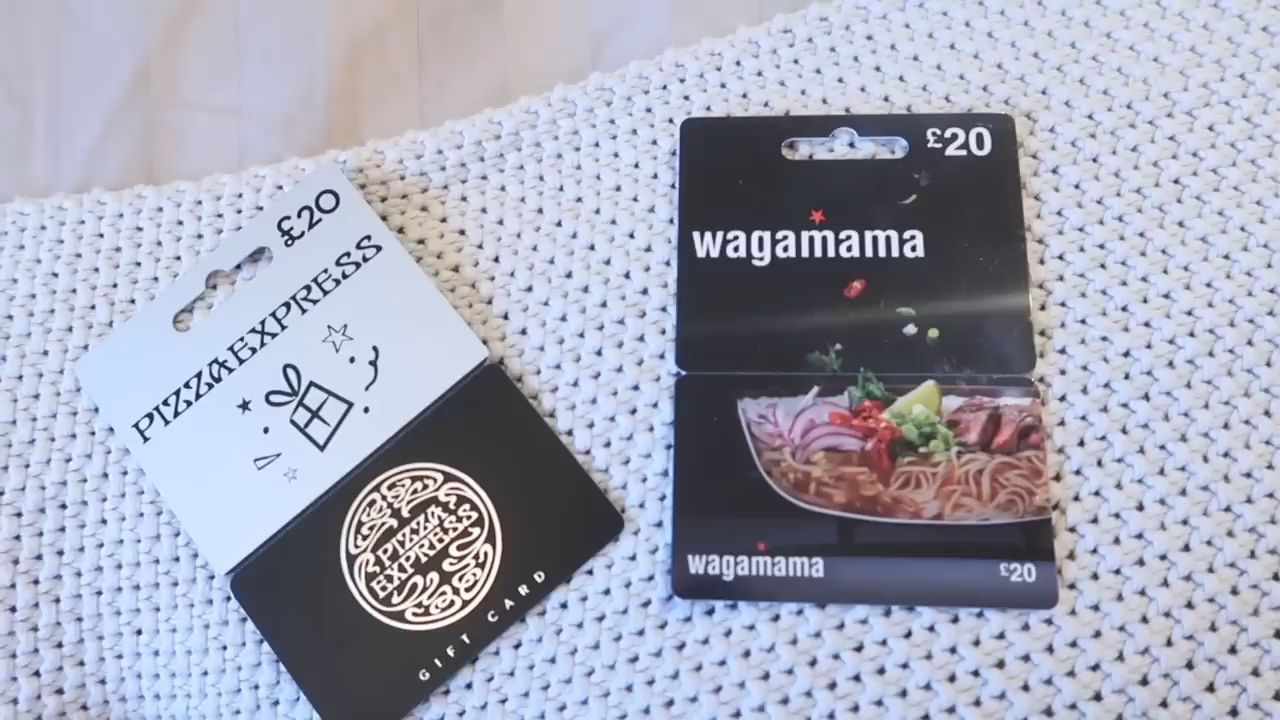 £20
PIZZAEXPRESS
PIZZA
EXPRESS
GIFT CARD
£20
wagamama
wagamama
£20